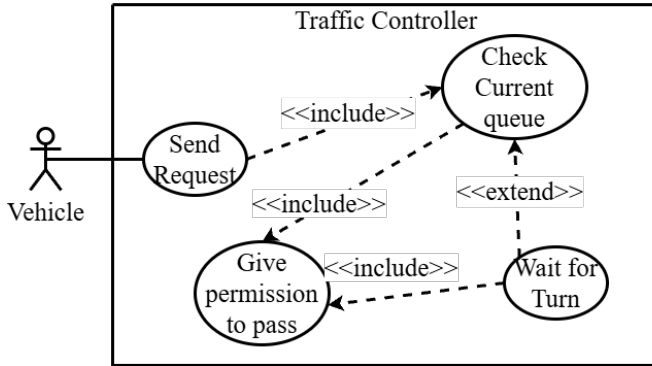 Traffic Controller
Check
Current
queue
<<include>>
Send
Request
Vehicle
<<extend>>
<<include>>
<<include>>
Give
permission
to pass
Wait for
Turn